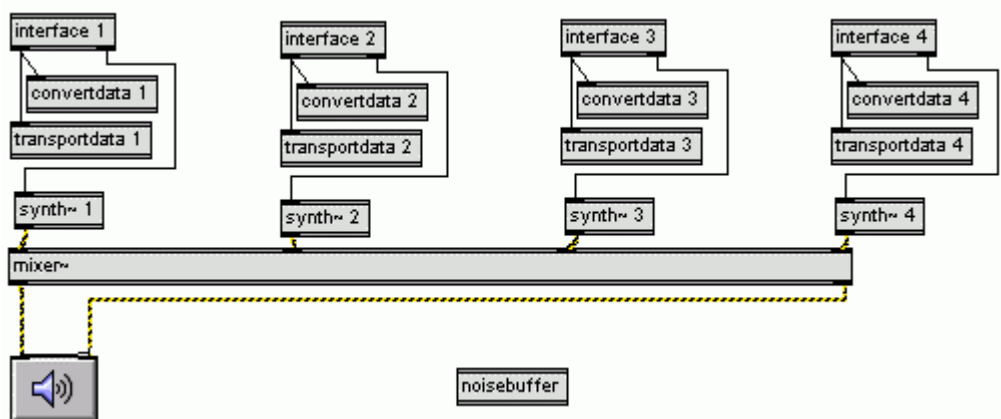 interface 1
interface 2
interface 3
interface 4
convertdata 1
convertdata 2
convertdata 3
convertdata 4
transportdata 1
transportdata 2
transportdata 3
transportdata 4
synth~ 1
synth~ 2
synth~ 3
synth~ 4
mixer~
noisebuffer